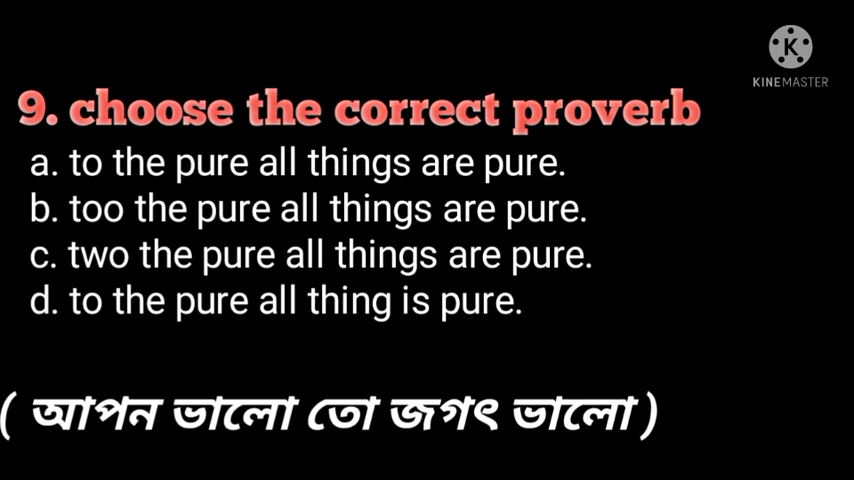 KINEMASTER
9. choose the correct proverb
a. to the pure all things are pure.
b. too the pure all things are pure.
c. two the pure all things are pure.
d. to the pure all thing is pure.
( আপন ভালো তো জগৎ ভালো )